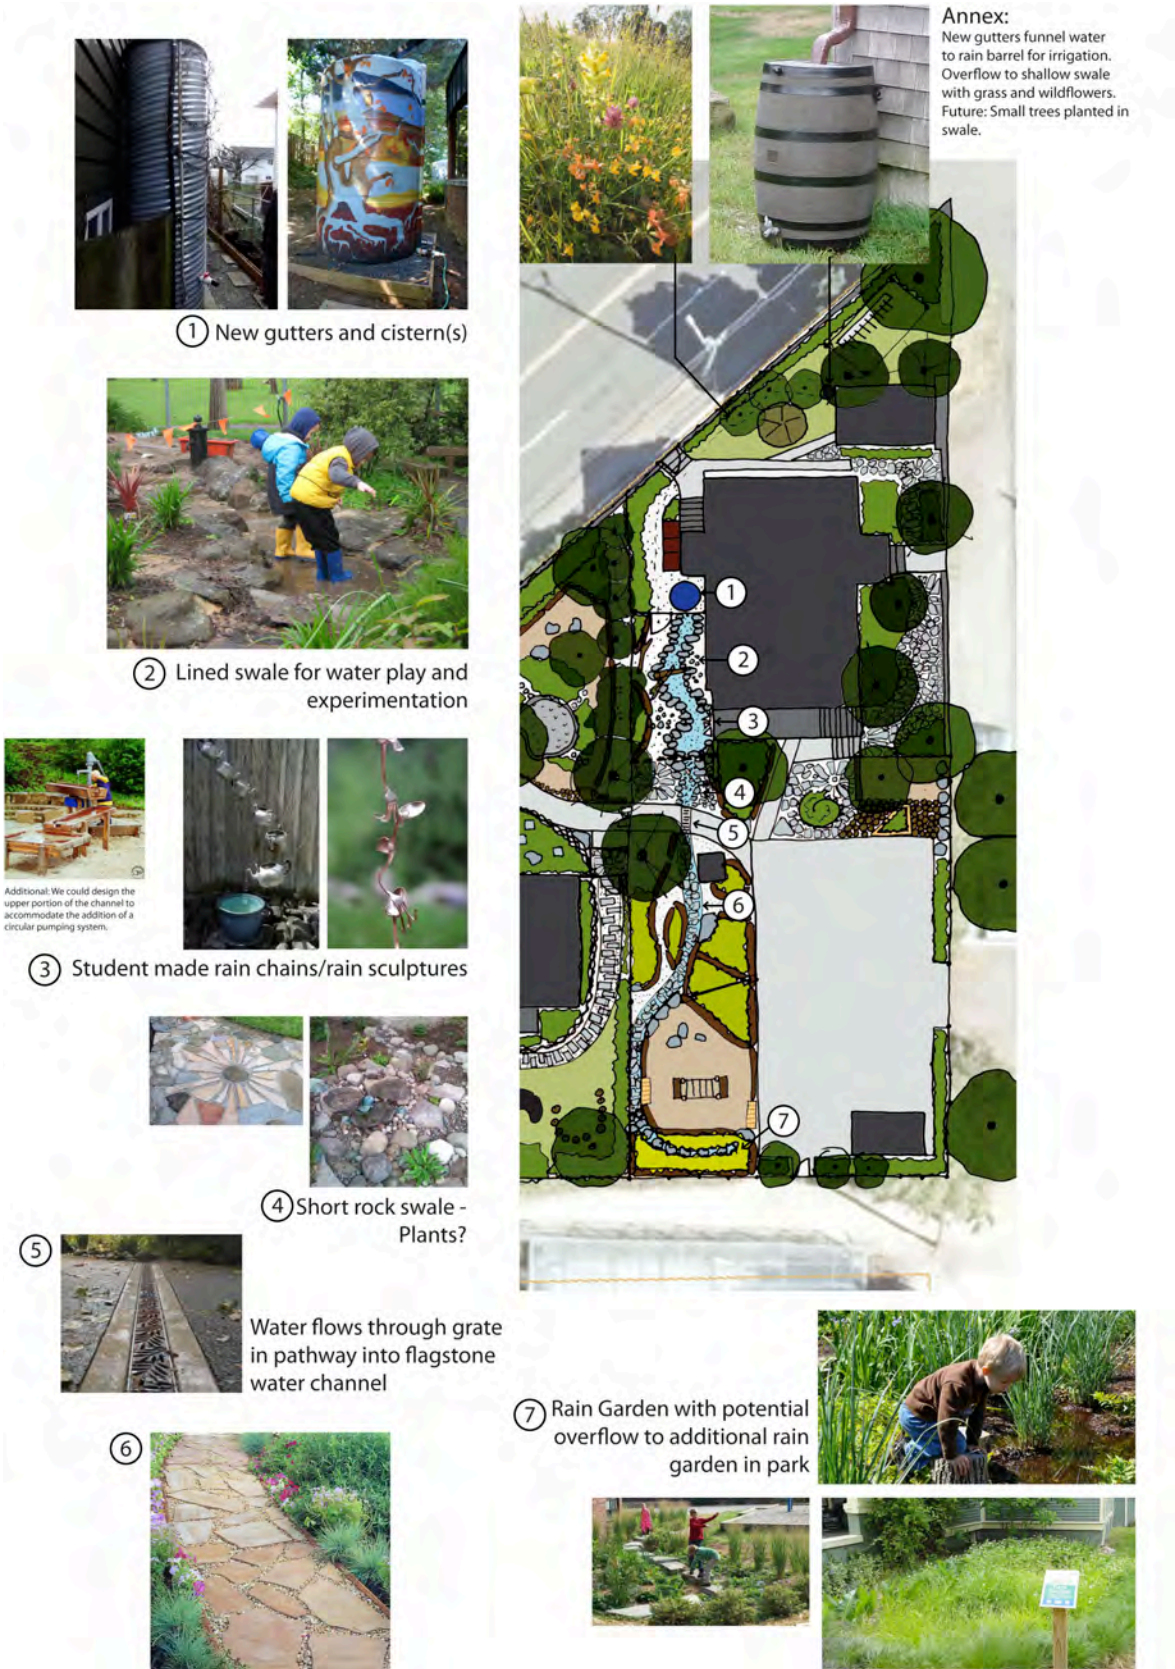 Annex:
New gutters funnel water
to rain barrel for irrigation.
Overflow to shallow swale
with grass and wildflowers.
Future: Small trees planted in
swale.
1 New gutters and cistern(s)
2 Lined swale for water play and
experimentation
Additional: We could design the
upper portion of the channel to
accommodate the addition of a
circular pumping system.
3 Student made rain chains/rain sculptures
4 Short rock swale -
Plants?
5
Water flows through grate
in pathway into flagstone
water channel
6
7 Rain Garden with potential
overflow to additional rain
garden in park
1
2
3
4
5
6
7